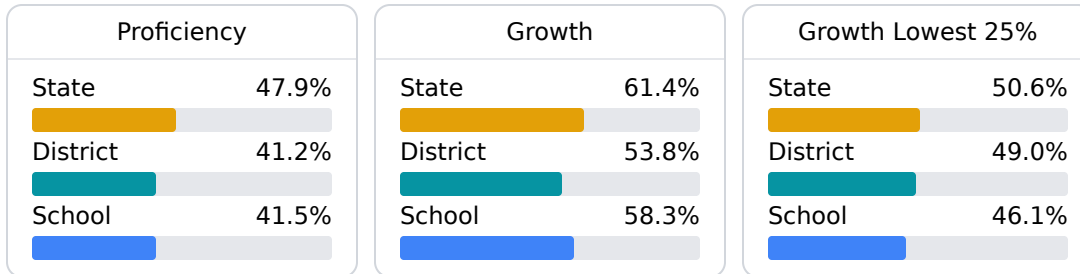 Proficiency
State 47.9%
District 41.2%
School 41.5%
Growth
State 61.4%
District 53.8%
School 58.3%
Growth Lowest 25%
State 50.6%
District 49.0%
School 46.1%